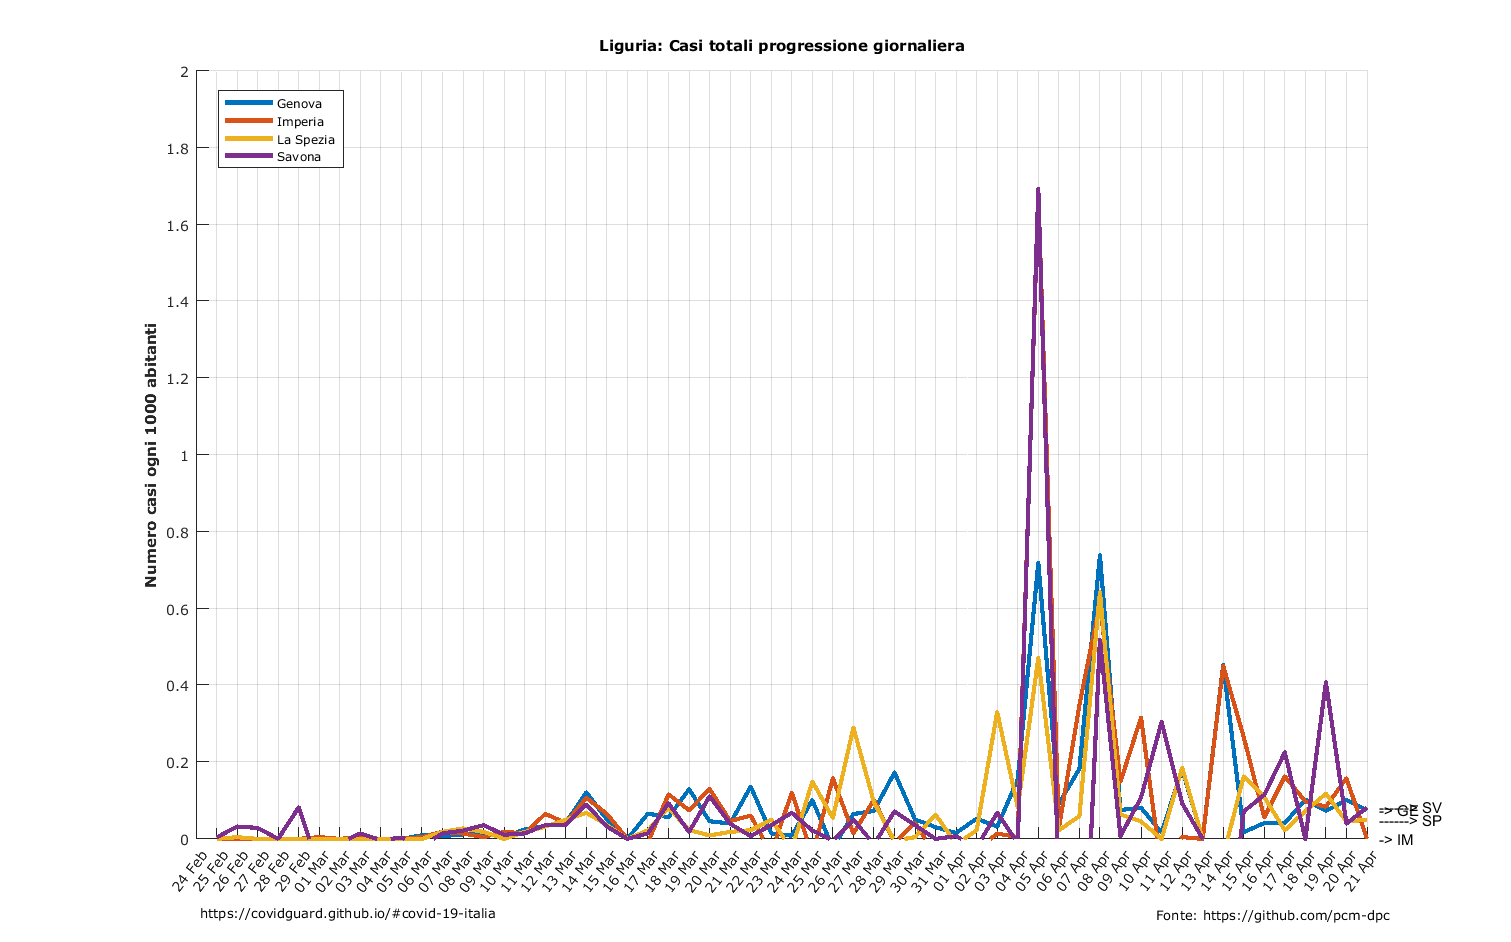 Liguria: Casi totali progressione giornaliera
Numero casi ogni 1000 abitanti
2
1.8
1.6
1.4
1.2
1
0.8
0.6
0.4
0.2
0
Genova
Imperia
La Spezia
Savona
24 Feb
25 Feb
26 Feb
27 Feb
28 Feb
29 Feb
01 Mar
02 Mar
03 Mar
04 Mar
05 Mar
06 Mar
07 Mar
08 Mar
09 Mar
10 Mar
11 Mar
12 Mar
13 Mar
14 Mar
15 Mar
16 Mar
17 Mar
18 Mar
19 Mar
20 Mar
21 Mar
22 Mar
23 Mar
24 Mar
25 Mar
26 Mar
27 Mar
28 Mar
29 Mar
30 Mar
31 Mar
01 Apr
02 Apr
03 Apr
04 Apr
05 Apr
06 Apr
07 Apr
08 Apr
09 Apr
10 Apr
11 Apr
12 Apr
13 Apr
14 Apr
15 Apr
16 Apr
17 Apr
18 Apr
19 Apr
20 Apr
21 Apr
-----> SV
-> GE
-----> SP
-> IM
https://covidguard.github.io/#covid-19-italia
Fonte: https://github.com/pcm-dpc